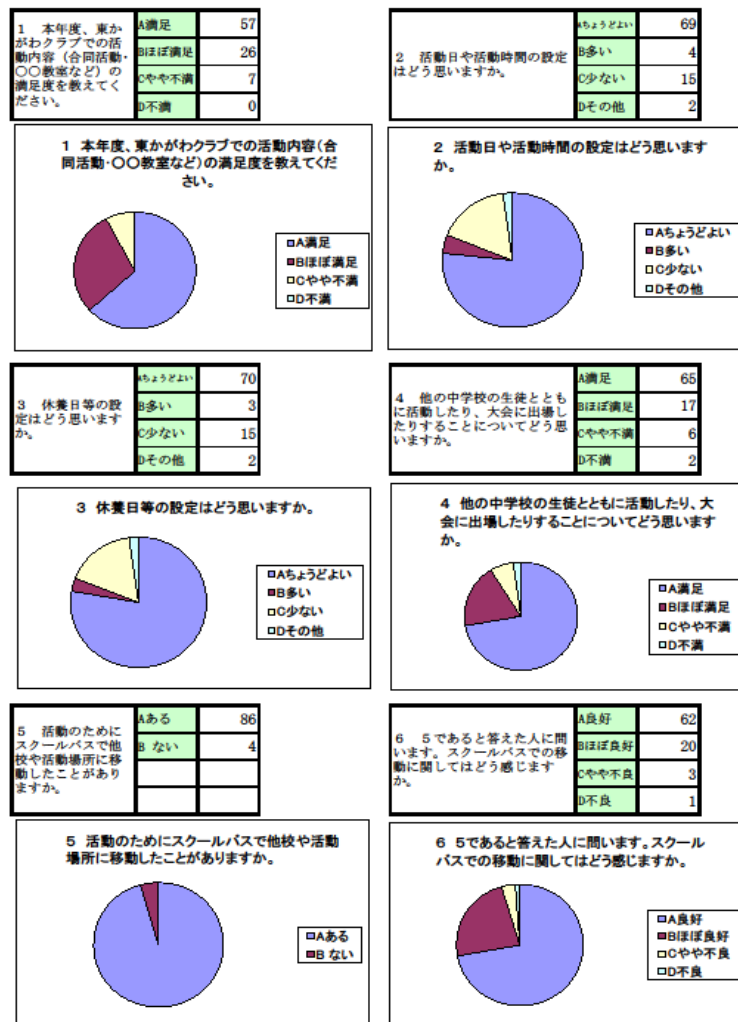 1　本年度、東か
がわクラブでの活
動内容（合同活動・
〇〇教室など）の
満足度を教えてく
ださい。
A満足 57
Bほぼ満足 26
Cやや不満 7
D不満 0
2　活動日や活動時間の設定
はどう思いますか。
Aちょうどよい 69
B多い 4
C少ない 15
Dその他 2
1 本年度、東かがわクラブでの活動内容(合
同活動・〇〇教室など)の満足度を教えてくだ
さい。
A満足
Bほぼ満足
Cやや不満
D不満
2 活動日や活動時間の設定はどう思います
か。
Aちょうどよい
B多い
C少ない
Dその他
3　休養日等の設
定はどう思います
か。
Aちょうどよい 70
B多い 3
C少ない 15
Dその他 2
4　他の中学校の生徒ととも
に活動したり、大会に出場し
たりすることについてどう思
いますか。
A満足 65
Bほぼ満足 17
Cやや不満 6
D不満 2
3 休養日等の設定はどう思いますか。
Aちょうどよい
B多い
C少ない
Dその他
4 他の中学校の生徒とともに活動したり、大
会に出場したりすることについてどう思います
か。
A満足
Bほぼ満足
Cやや不満
D不満
5　活動のために
スクールバスで他
校や活動場所に移
動したことがあり
ますか。
Aある 86
B ない 4
6　5であると答えた人に問
います。スクールバスでの移
動に関してはどう感じます
か。
A良好 62
Bほぼ良好 20
Cやや不良 3
D不良 1
5 活動のためにスクールバスで他校や活動
場所に移動したことがありますか。
Aある
B ない
6 5であると答えた人に問います。スクール
バスでの移動に関してはどう感じますか。
A良好
Bほぼ良好
Cやや不良
D不良